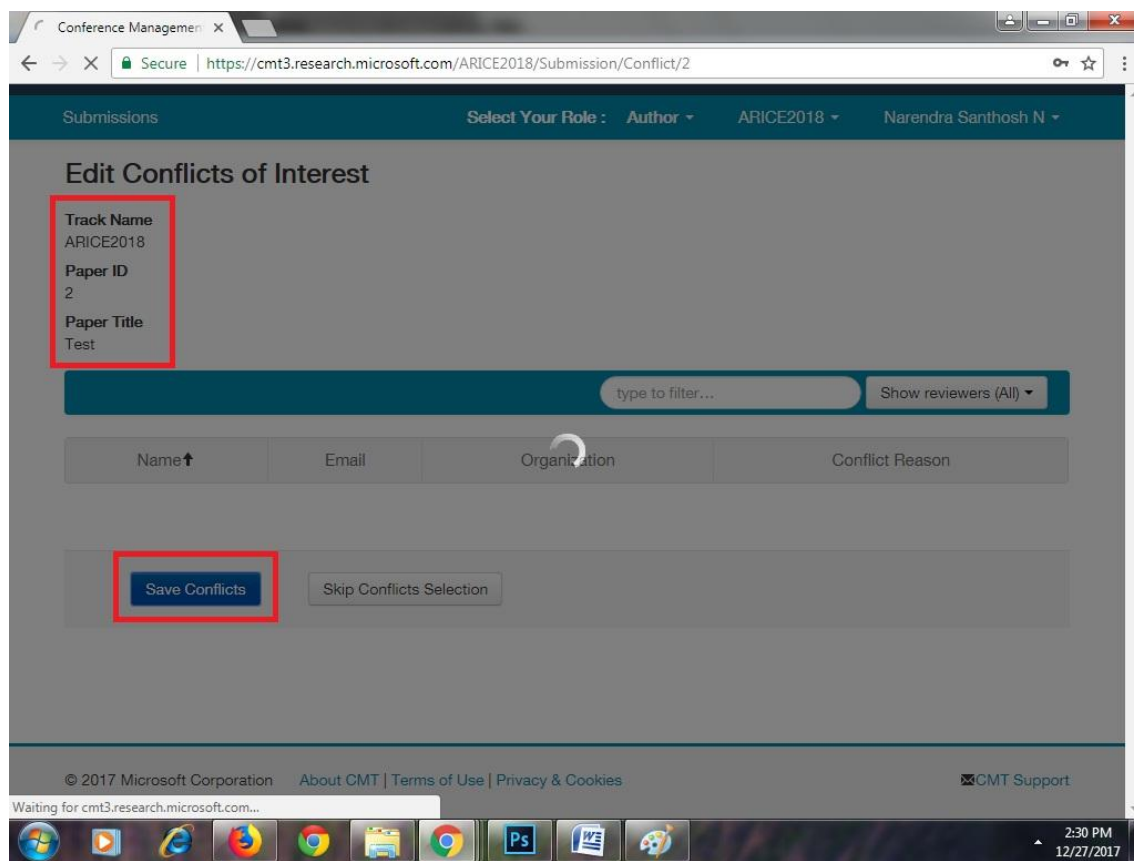 Conference Managemen
Secure | https://cmt3.research.microsoft.com/ARICE2018/Submission/Conflict/2
Submissions Select Your Role : Author ARICE2018 Narendra Santhosh N
Edit Conflicts of Interest
Track Name
ARICE2018
Paper ID
2
Paper Title
Test
type to filter... Show reviewers (All)
Name Email Organization Conflict Reason
Save Conflicts Skip Conflicts Selection
© 2017 Microsoft Corporation About CMT | Terms of Use | Privacy & Cookies CMT Support
Waiting for cmt3.research.microsoft.com...
Ps W
2:30 PM
12/27/2017